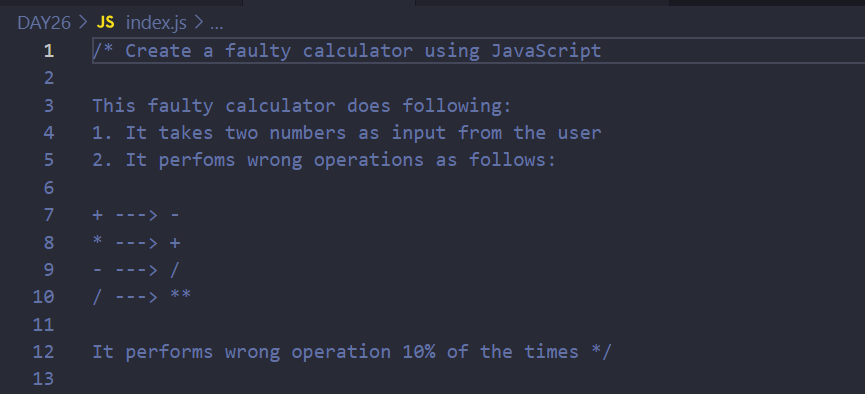 DAY26 > JS index.js > ...
1 /* Create a faulty calculator using JavaScript
2
3 This faulty calculator does following:
4 1. It takes two numbers as input from the user
5 2. It perfoms wrong operations as follows:
6
7 + ---> -
8 * ---> +
9 - ---> /
10 / ---> **
11
12 It performs wrong operation 10% of the times */
13